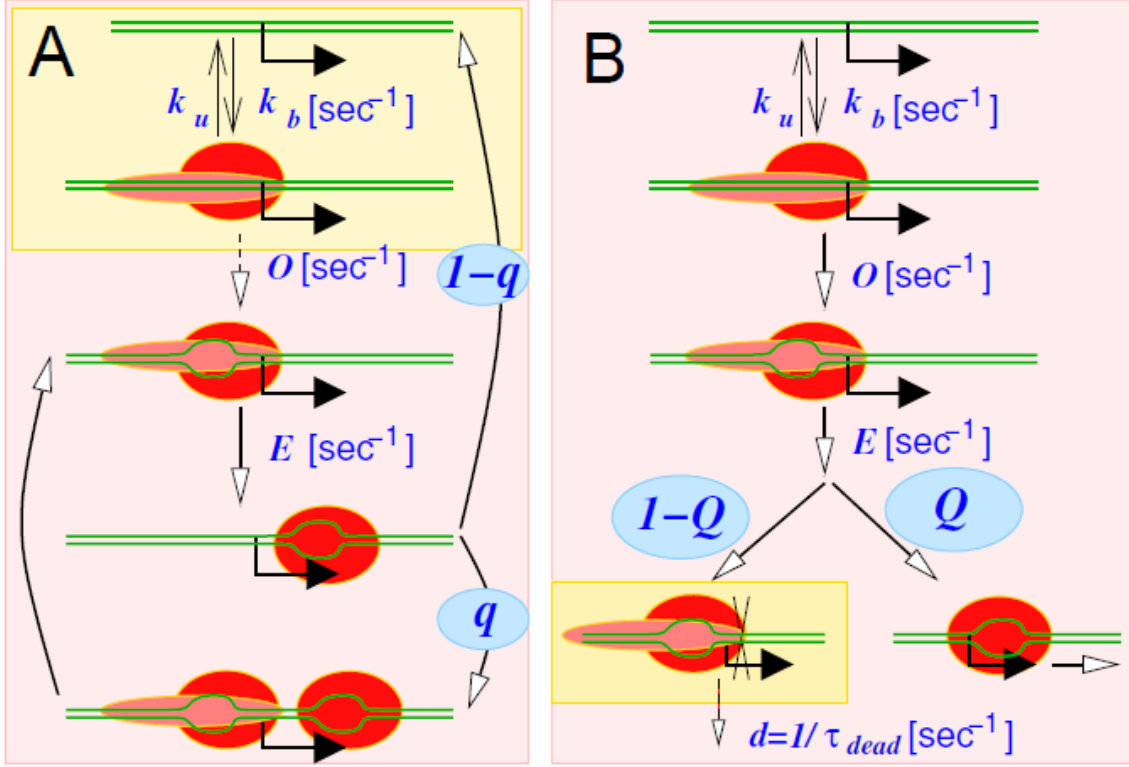 A
k u
k b [sec⁻¹]
O [sec⁻¹]
1−q
E [sec⁻¹]
q
B
k u
k b [sec⁻¹]
O [sec⁻¹]
E [sec⁻¹]
1−Q
Q
d=1/ τ dead [sec⁻¹]